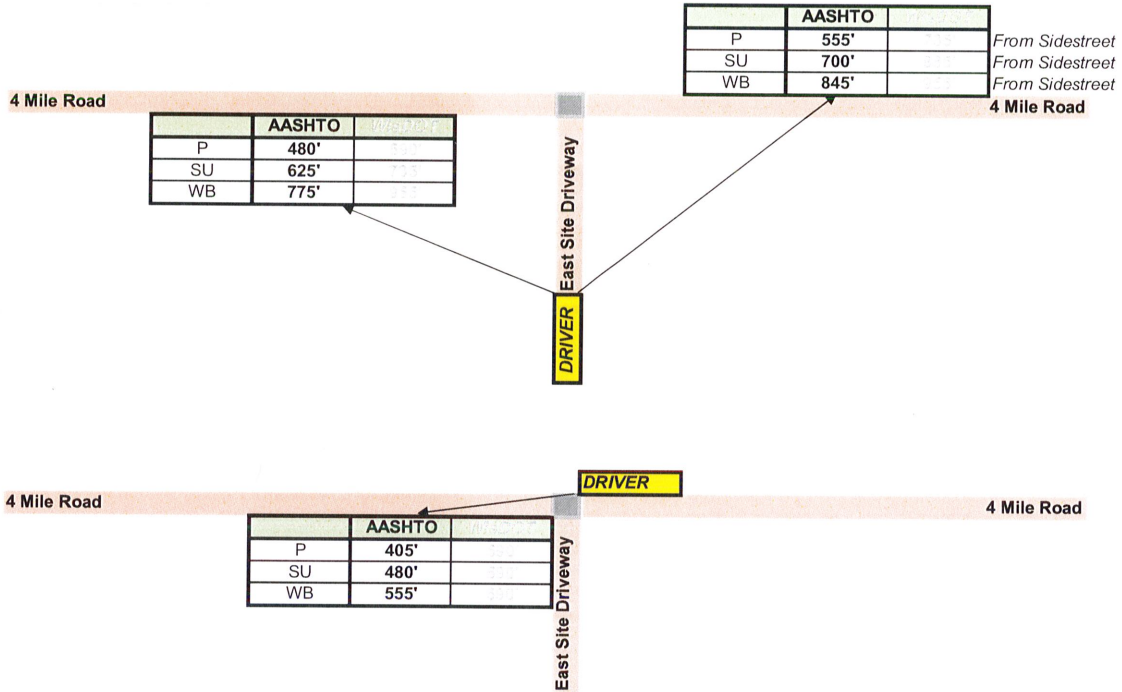 AASHTO
P 555' From Sidestreet
SU 700' From Sidestreet
WB 845' From Sidestreet
4 Mile Road
4 Mile Road
AASHTO
P 480'
SU 625'
WB 775'
East Site Driveway
DRIVER
DRIVER
4 Mile Road
4 Mile Road
AASHTO
P 405'
SU 480'
WB 555'
East Site Driveway